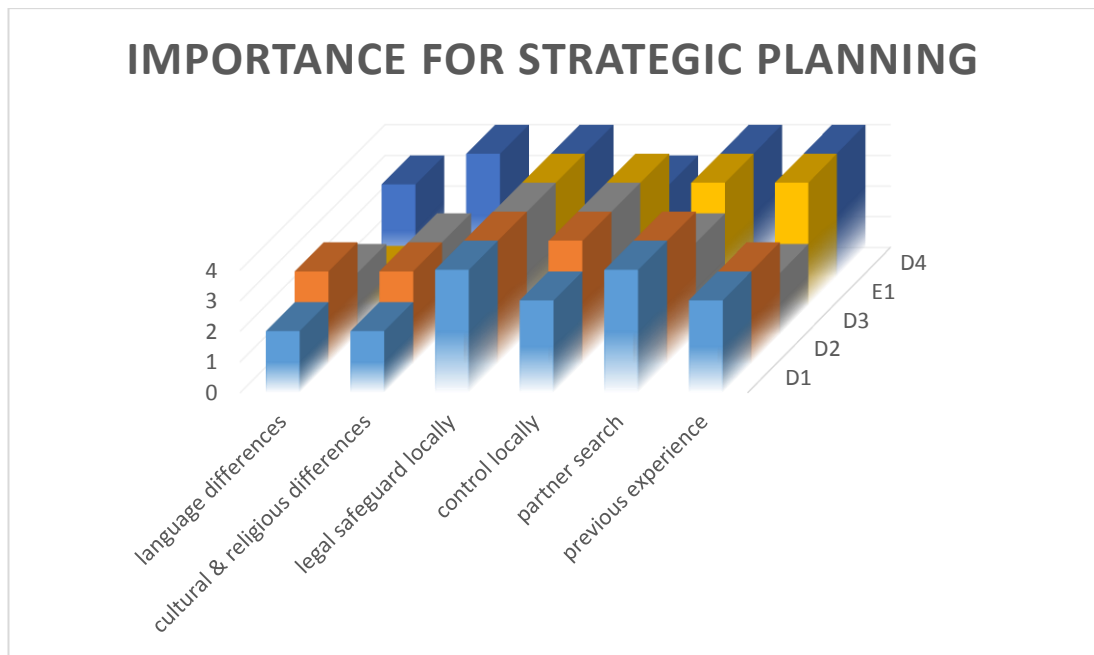 IMPORTANCE FOR STRATEGIC PLANNING
4
3
2
1
0
D4
E1
D3
D2
D1
language differences
cultural & religious differences
legal safeguard locally
control locally
partner search
previous experience